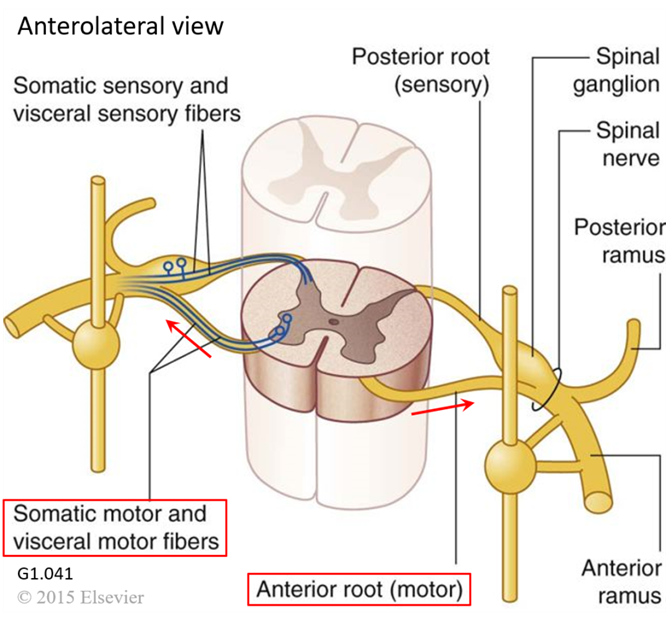 Anterolateral view
Somatic sensory and
visceral sensory fibers
Posterior root
(sensory)
Spinal
ganglion
Spinal
nerve
Posterior
ramus
Somatic motor and
visceral motor fibers
Anterior root (motor)
Anterior
ramus
G1.041
© 2015 Elsevier